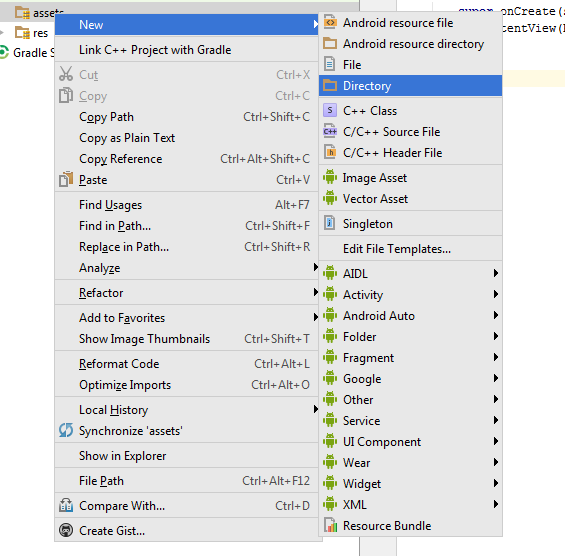 assets
res
Gradle S
New
Link C++ Project with Gradle
Cut Ctrl+X
Copy Ctrl+C
Copy Path Ctrl+Shift+C
Copy as Plain Text
Copy Reference Ctrl+Alt+Shift+C
Paste Ctrl+V
Find Usages Alt+F7
Find in Path... Ctrl+Shift+F
Replace in Path... Ctrl+Shift+R
Analyze
Refactor
Add to Favorites
Show Image Thumbnails Ctrl+Shift+T
Reformat Code Ctrl+Alt+L
Optimize Imports Ctrl+Alt+O
Local History
Synchronize 'assets'
Show in Explorer
File Path Ctrl+Alt+F12
Compare With... Ctrl+D
Create Gist...
Android resource file
Android resource directory
File
Directory
S C++ Class
C++ C/C++ Source File
h C/C++ Header File
Image Asset
Vector Asset
Singleton
Edit File Templates...
AIDL
Activity
Android Auto
Folder
Fragment
Google
Other
Service
UI Component
Wear
Widget
XML
Resource Bundle
super.onCreate(
tentView(